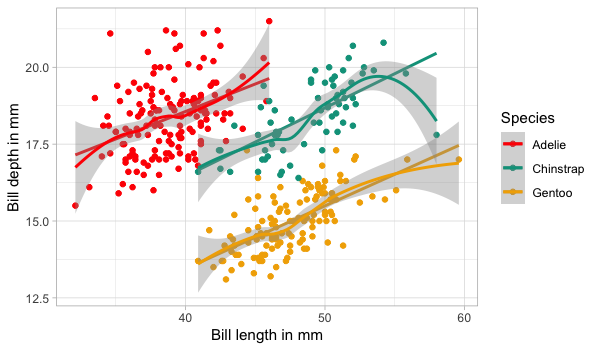 20.0
17.5
15.0
12.5
Bill depth in mm
40
50
60
Bill length in mm
Species
Adelie
Chinstrap
Gentoo